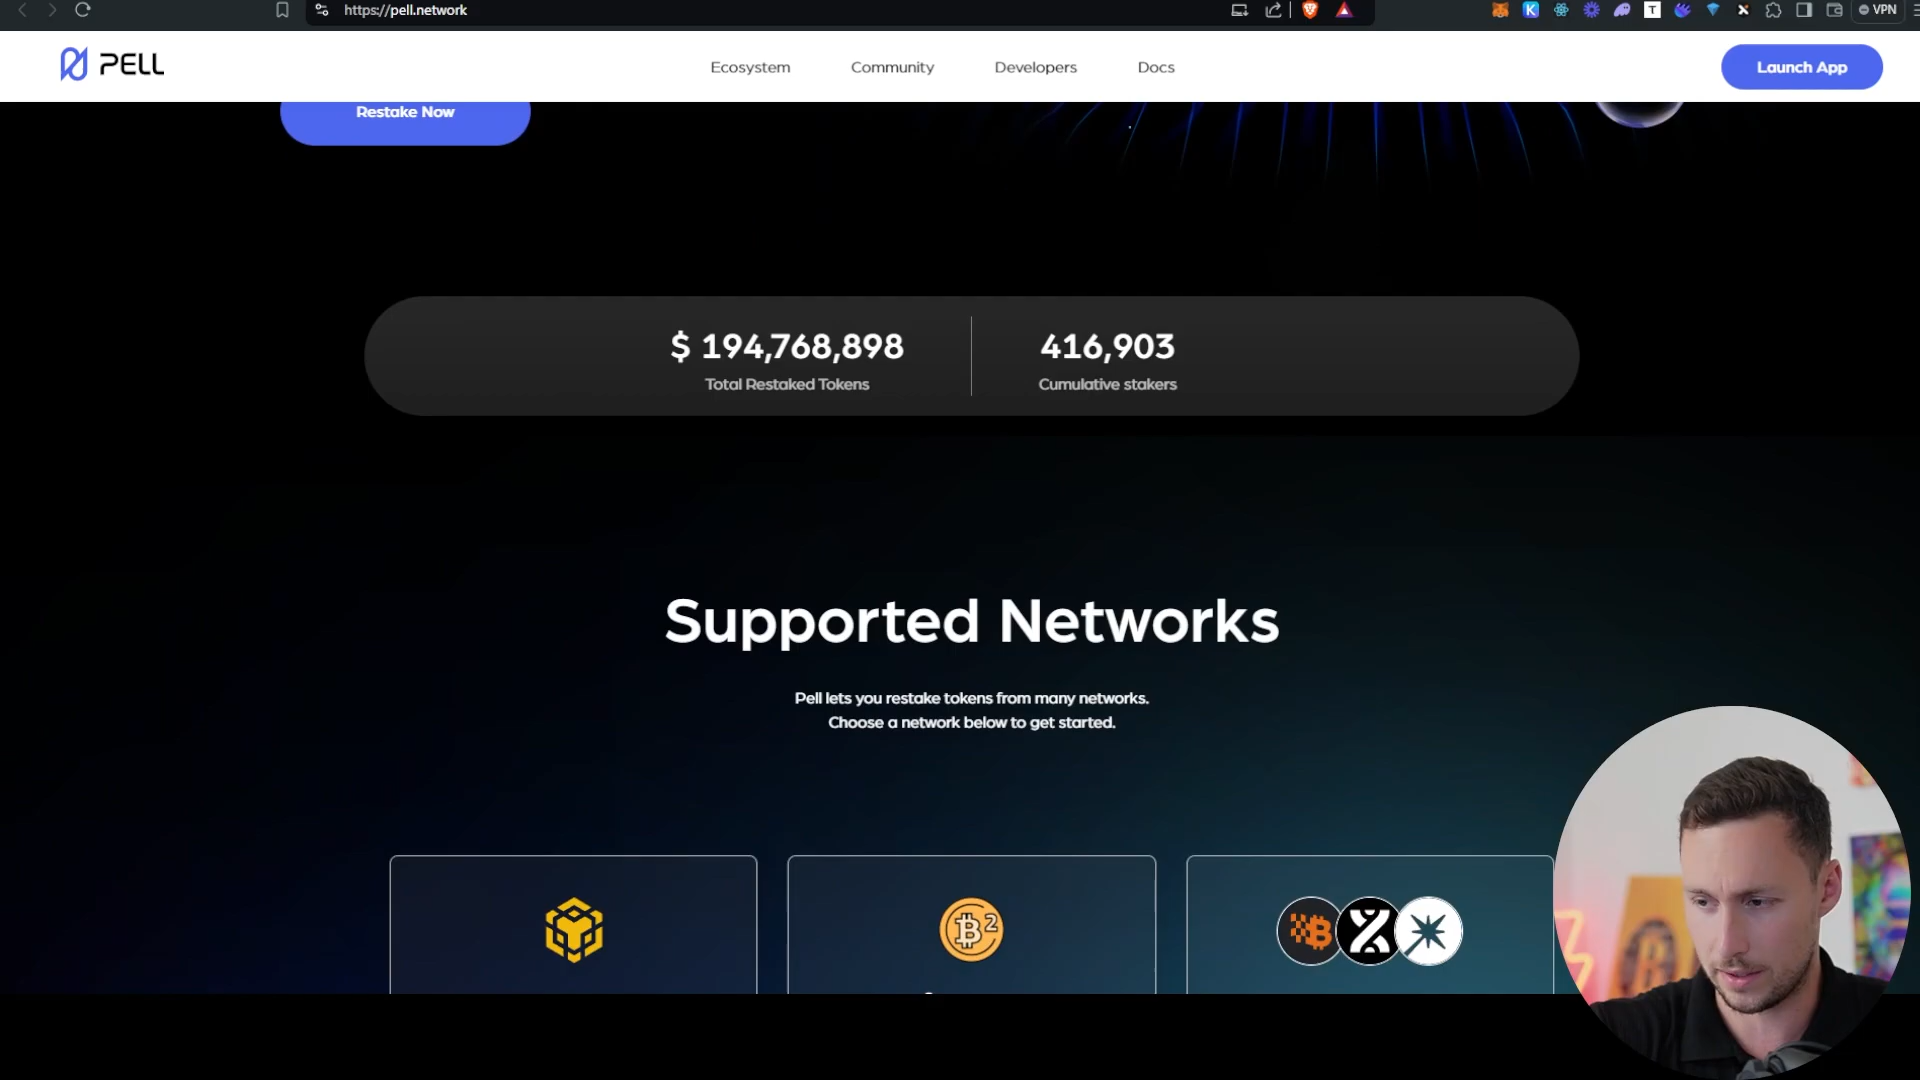 https://pell.network
VPN
PELL
Ecosystem
Community
Developers
Docs
Launch App
Restake Now
$ 194,768,898
Total Restaked Tokens
416,903
Cumulative stakers
Supported Networks
Pell lets you restake tokens from many networks.
Choose a network below to get started.